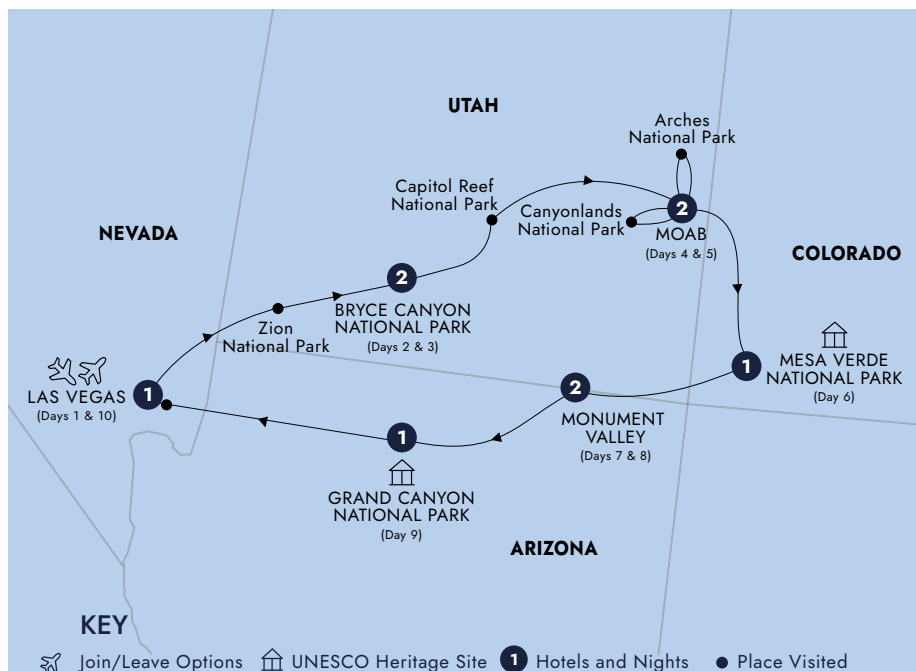 UTAH
Arches
National Park
Capitol Reef
National Park
Canyonlands
National Park
2
MOAB
(Days 4 & 5)
NEVADA
COLORADO
2
BRYCE CANYON
NATIONAL PARK
(Days 2 & 3)
Zion
National Park
1
MESA VERDE
NATIONAL PARK
(Day 6)
1
LAS VEGAS
(Days 1 & 10)
2
MONUMENT
VALLEY
(Days 7 & 8)
1
GRAND CANYON
NATIONAL PARK
(Day 9)
ARIZONA
KEY
Join/Leave Options
UNESCO Heritage Site
1 Hotels and Nights
Place Visited